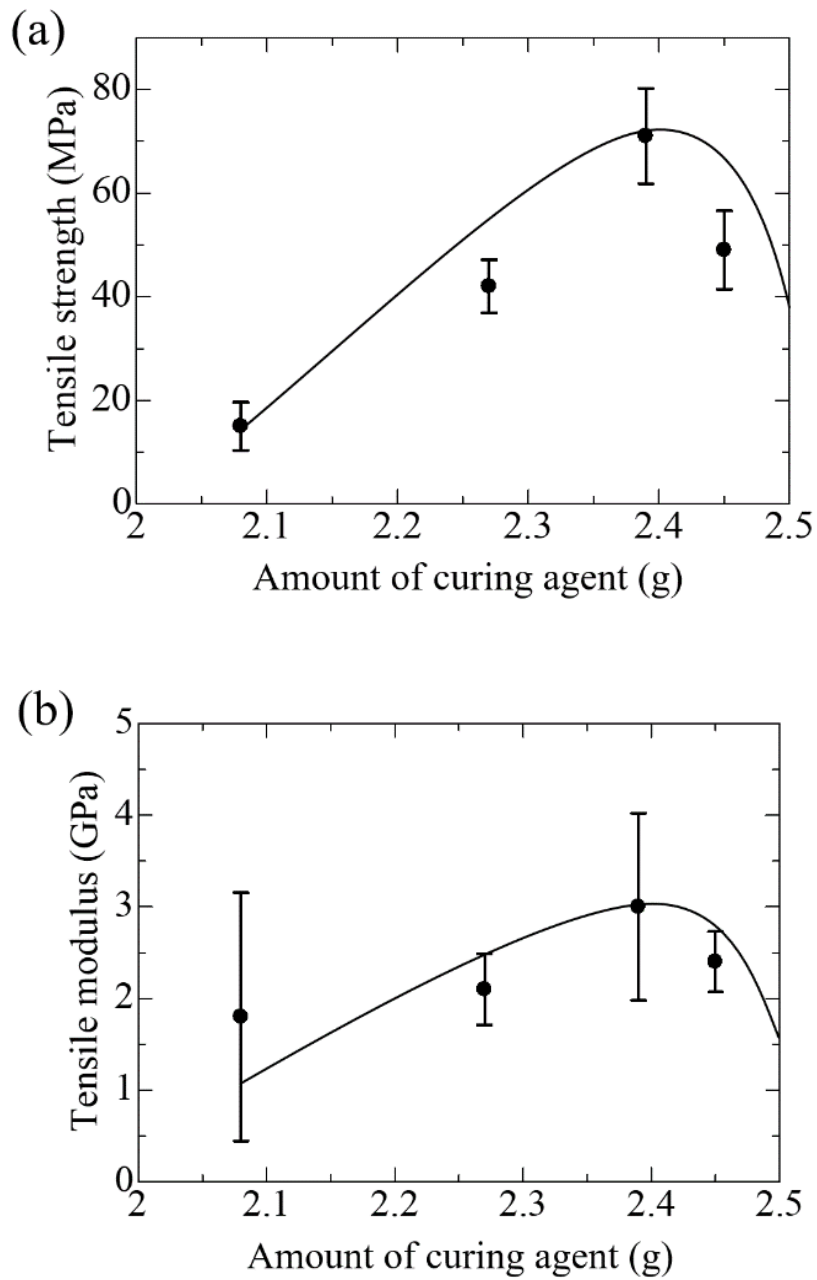 (a)
Tensile strength (MPa)
80
60
40
20
0
2 2.1 2.2 2.3 2.4 2.5
Amount of curing agent (g)
(b)
Tensile modulus (GPa)
5
4
3
2
1
0
2 2.1 2.2 2.3 2.4 2.5
Amount of curing agent (g)